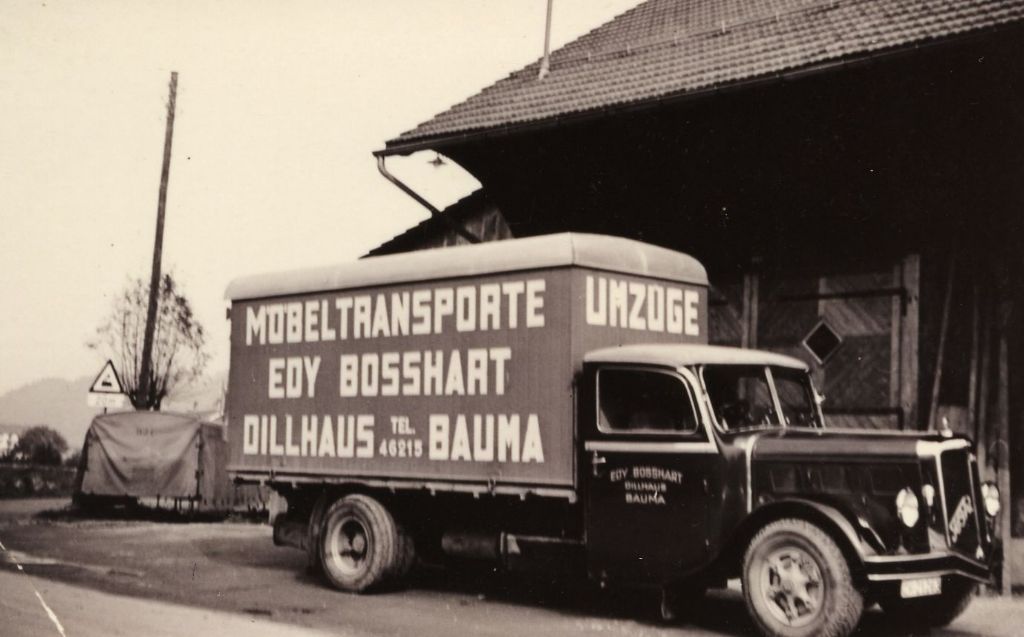 MÖBELTRANSPORTE
EDY BOSSHART
DILLHAUS TEL. 46215 BAUMA
UMZÜGE
EDY BOSSHART
DILLHAUS
BAUMA